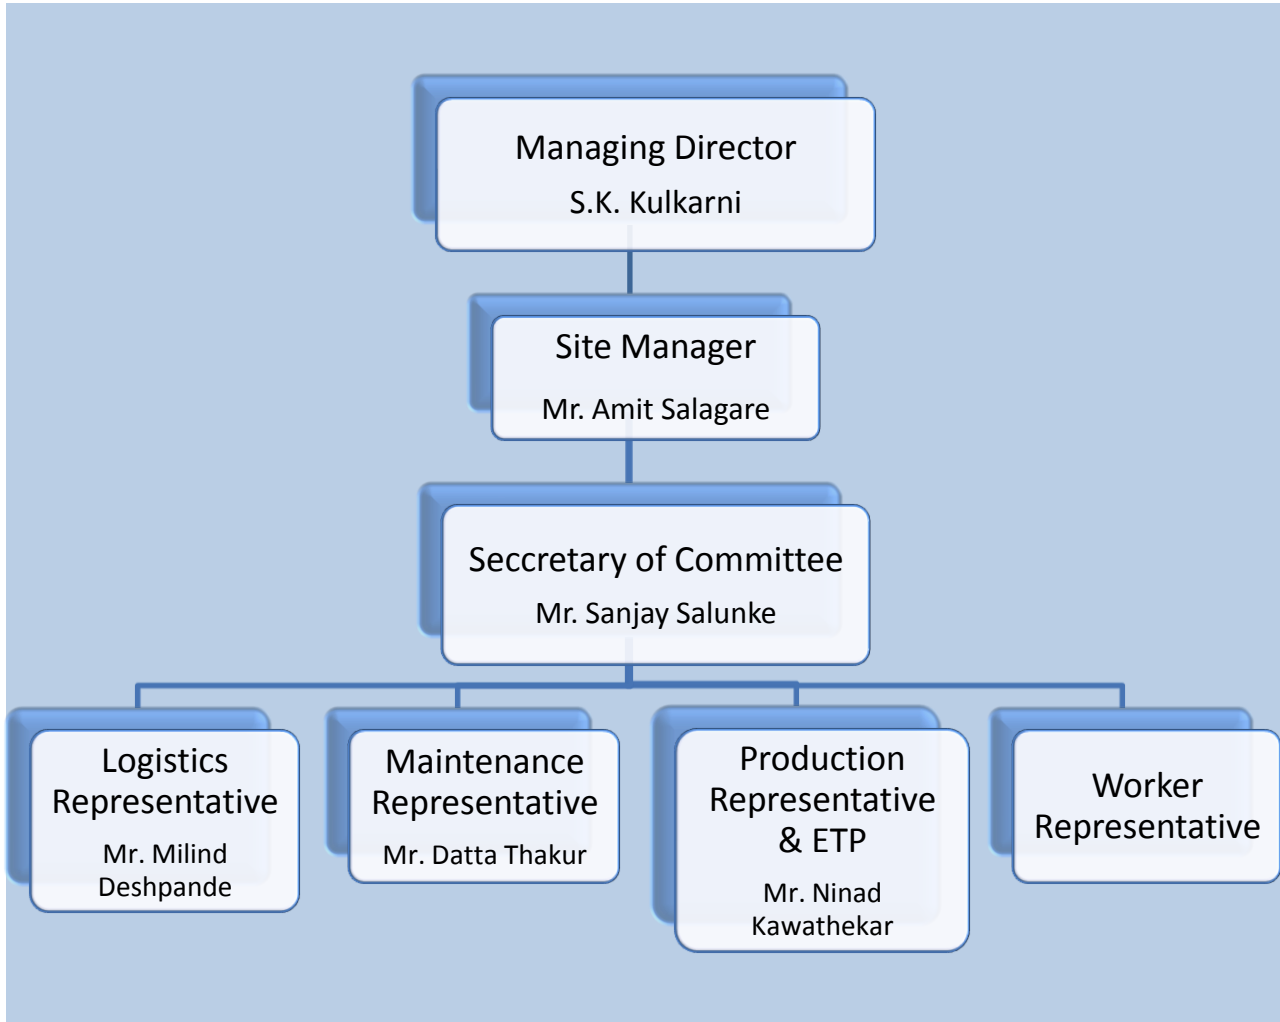 Managing Director
S.K. Kulkarni
Site Manager
Mr. Amit Salagare
Seccretary of Committee
Mr. Sanjay Salunke
Logistics
Representative
Mr. Milind
Deshpande
Maintenance
Representative
Mr. Datta Thakur
Production
Representative
& ETP
Mr. Ninad
Kawathekar
Worker
Representative